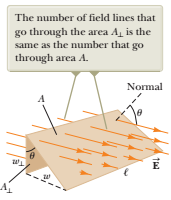 The number of field lines that
go through the area A⊥ is the
same as the number that go
through area A.
Normal
A
θ
θ
w⊥
w
ℓ
E⃗
A⊥